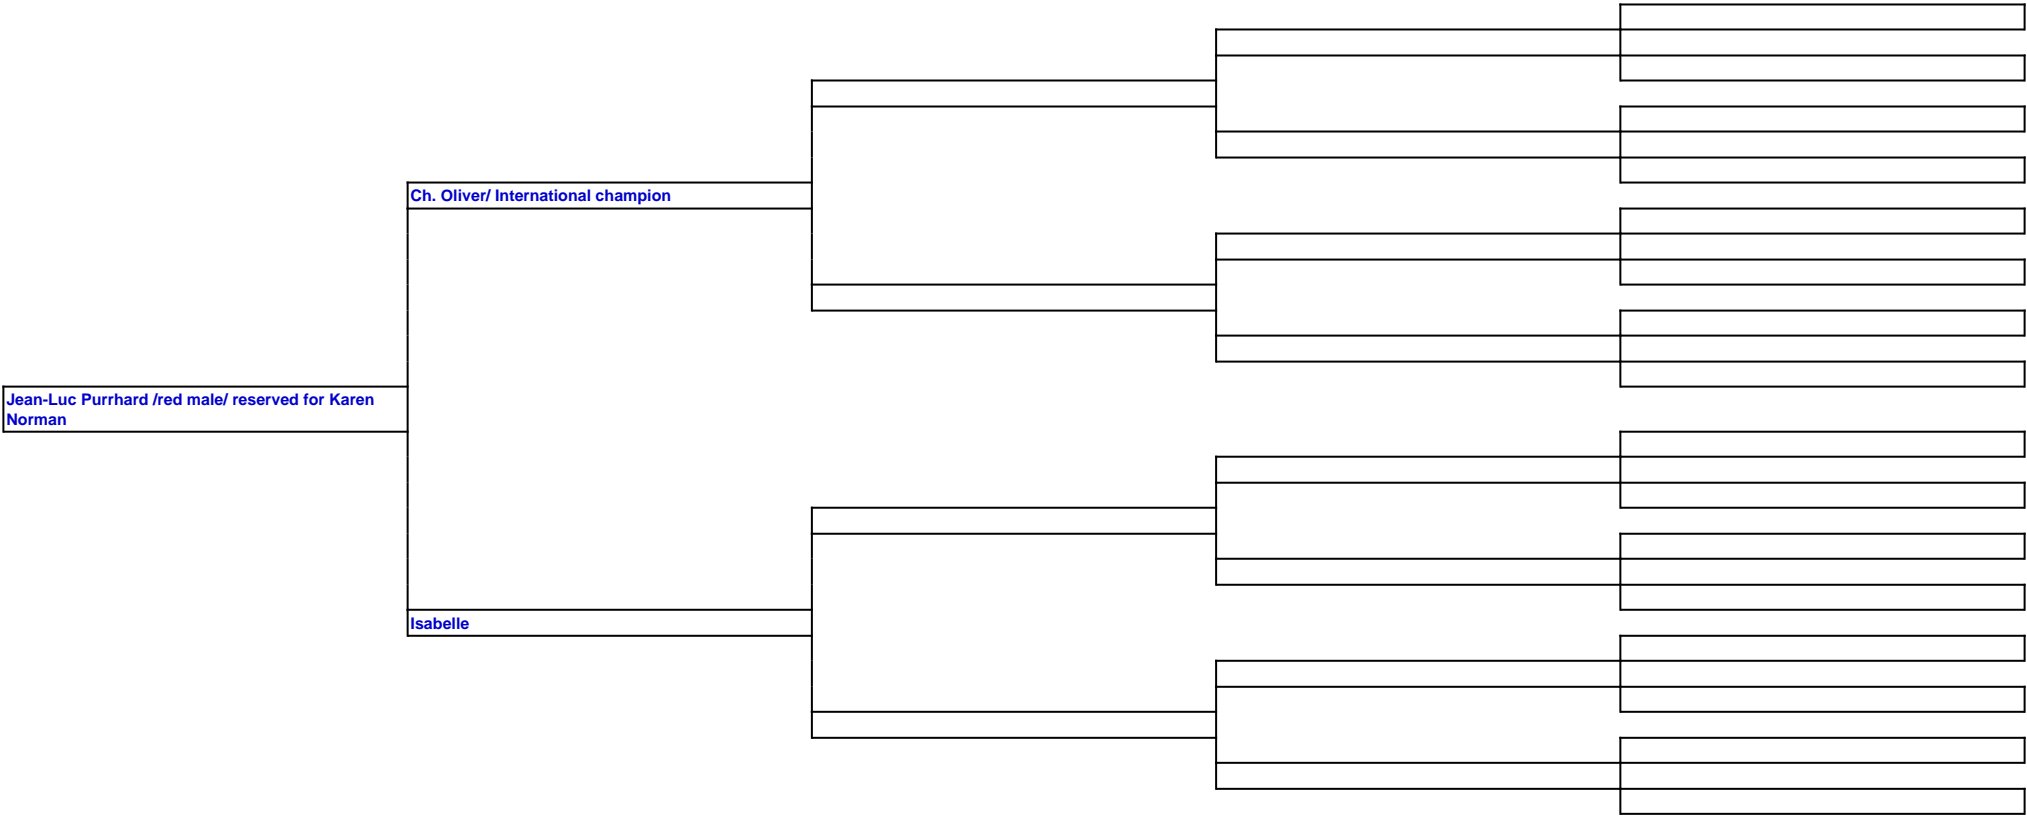 Ch. Oliver/ International champion
Jean-Luc Purrhard /red male/ reserved for Karen
Norman
Isabelle